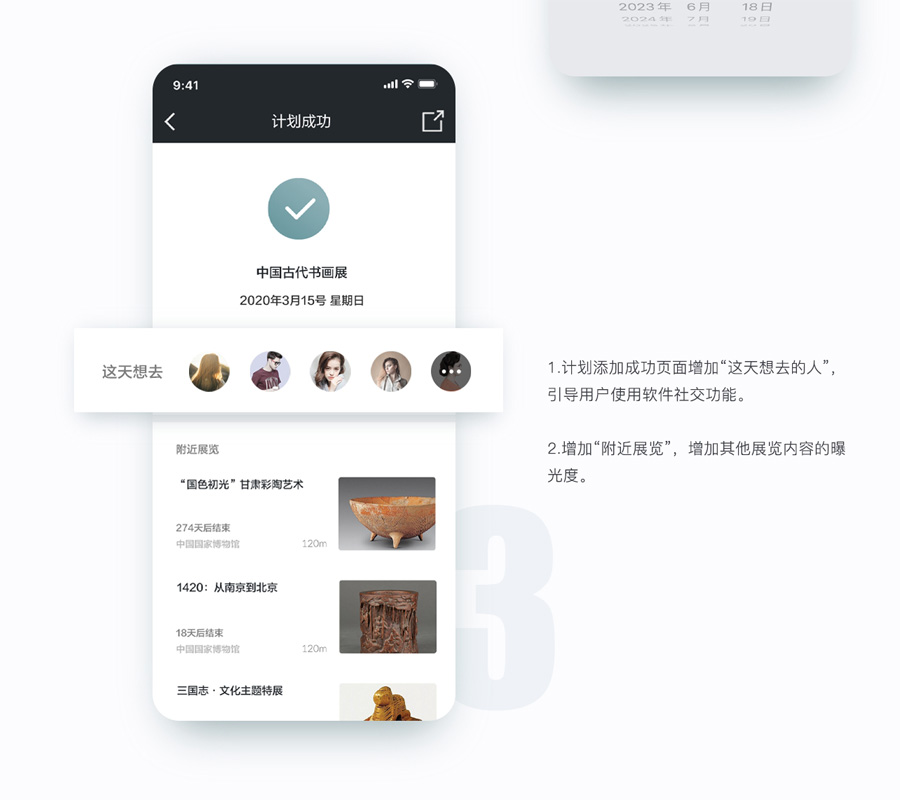 2023年 6月 18日
2024年 7月 19日
9:41
计划成功
中国古代书画展
2020年3月15号 星期日
这天想去
1.计划添加成功页面增加“这天想去的人”，
引导用户使用软件社交功能。
2.增加“附近展览”，增加其他展览内容的曝
光度。
附近展览
“国色初光”甘肃彩陶艺术
274天后结束
中国国家博物馆 120m
1420：从南京到北京
18天后结束
中国国家博物馆 120m
三国志·文化主题特展
3